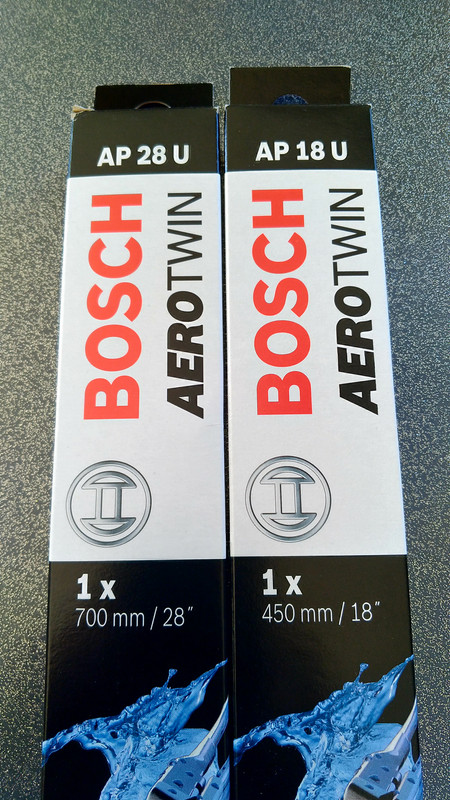 AP 28 U
BOSCH
AEROTWIN
1 x
700 mm / 28"
AP 18 U
BOSCH
AEROTWIN
1 x
450 mm / 18"